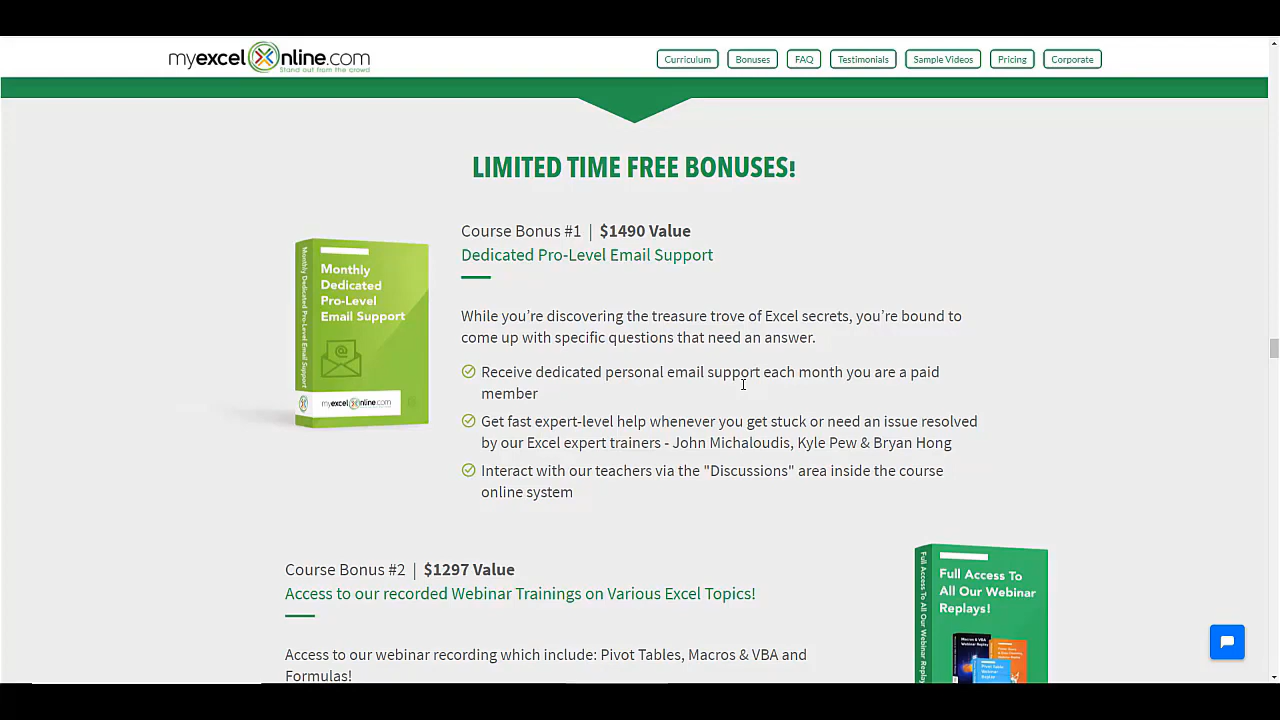 myexcelonline.com
Stand out from the crowd
Curriculum
Bonuses
FAQ
Testimonials
Sample Videos
Pricing
Corporate
LIMITED TIME FREE BONUSES!
Monthly Dedicated Pro-Level Email Support
Monthly
Dedicated
Pro-Level
Email Support
@
myexcelonline.com
Course Bonus #1 | $1490 Value
Dedicated Pro-Level Email Support
While you’re discovering the treasure trove of Excel secrets, you’re bound to
come up with specific questions that need an answer.
Receive dedicated personal email support each month you are a paid
member
Get fast expert-level help whenever you get stuck or need an issue resolved
by our Excel expert trainers - John Michaloudis, Kyle Pew & Bryan Hong
Interact with our teachers via the "Discussions" area inside the course
online system
Course Bonus #2 | $1297 Value
Access to our recorded Webinar Trainings on Various Excel Topics!
Access to our webinar recording which include: Pivot Tables, Macros & VBA and
Formulas!
Full Access To All Our Webinar Replays!
Full Access To
All Our Webinar
Replays!
Macros & VBA
Webinar Replay
Pivot Table
Webinar
Replay